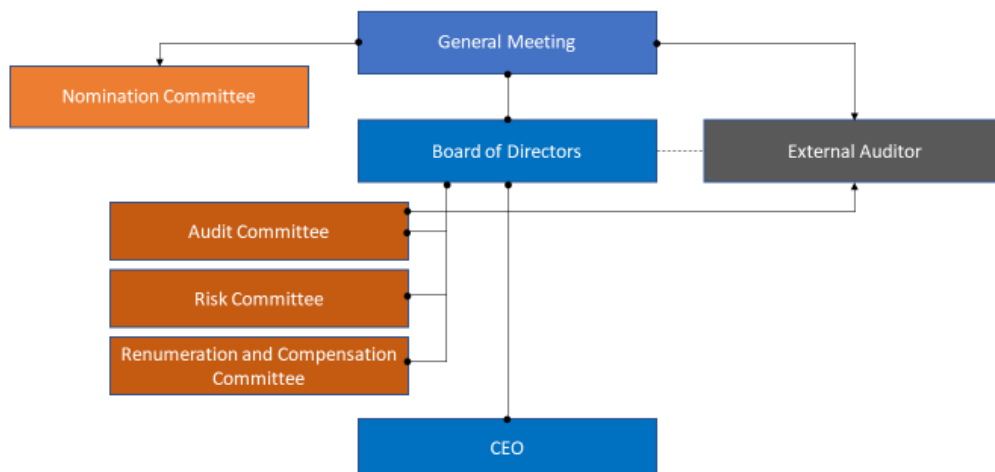 General Meeting
Nomination Committee
Board of Directors
External Auditor
Audit Committee
Risk Committee
Renumeration and Compensation
Committee
CEO